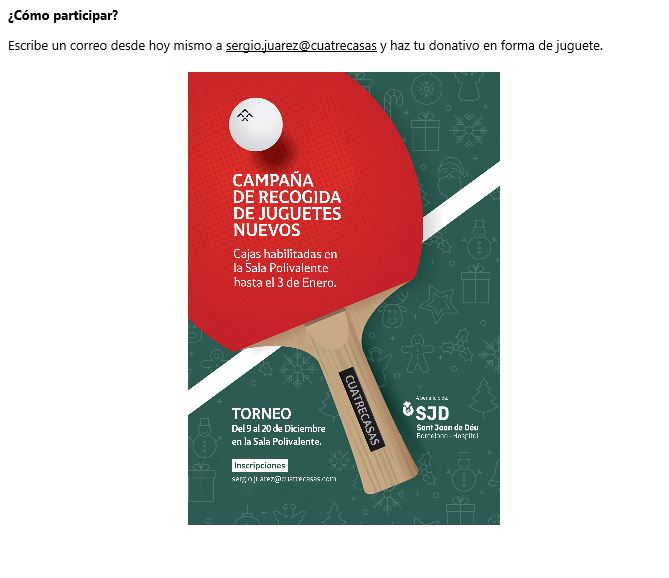 ¿Cómo participar?
Escribe un correo desde hoy mismo a sergio.juarez@cuatrecasas y haz tu donativo en forma de juguete.
CAMPAÑA
DE RECOGIDA
DE JUGUETES
NUEVOS
Cajas habilitadas en
la Sala Polivalente
hasta el 3 de Enero.
CUATRECASAS
TORNEO
Del 9 al 20 de Diciembre
en la Sala Polivalente.
Inscripciones
sergio.juarez@cuatrecasas.com
A beneficio de:
SJD
Sant Joan de Déu
Barcelona · Hospital